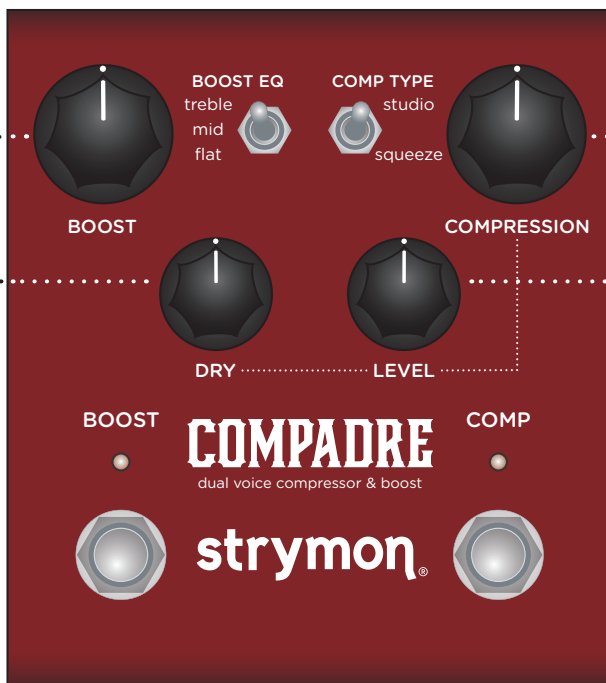 BOOST EQ
treble
mid
flat
COMP TYPE
studio
squeeze
BOOST
COMPRESSION
DRY
LEVEL
BOOST
COMP
COMPADRE
dual voice compressor & boost
strymon®